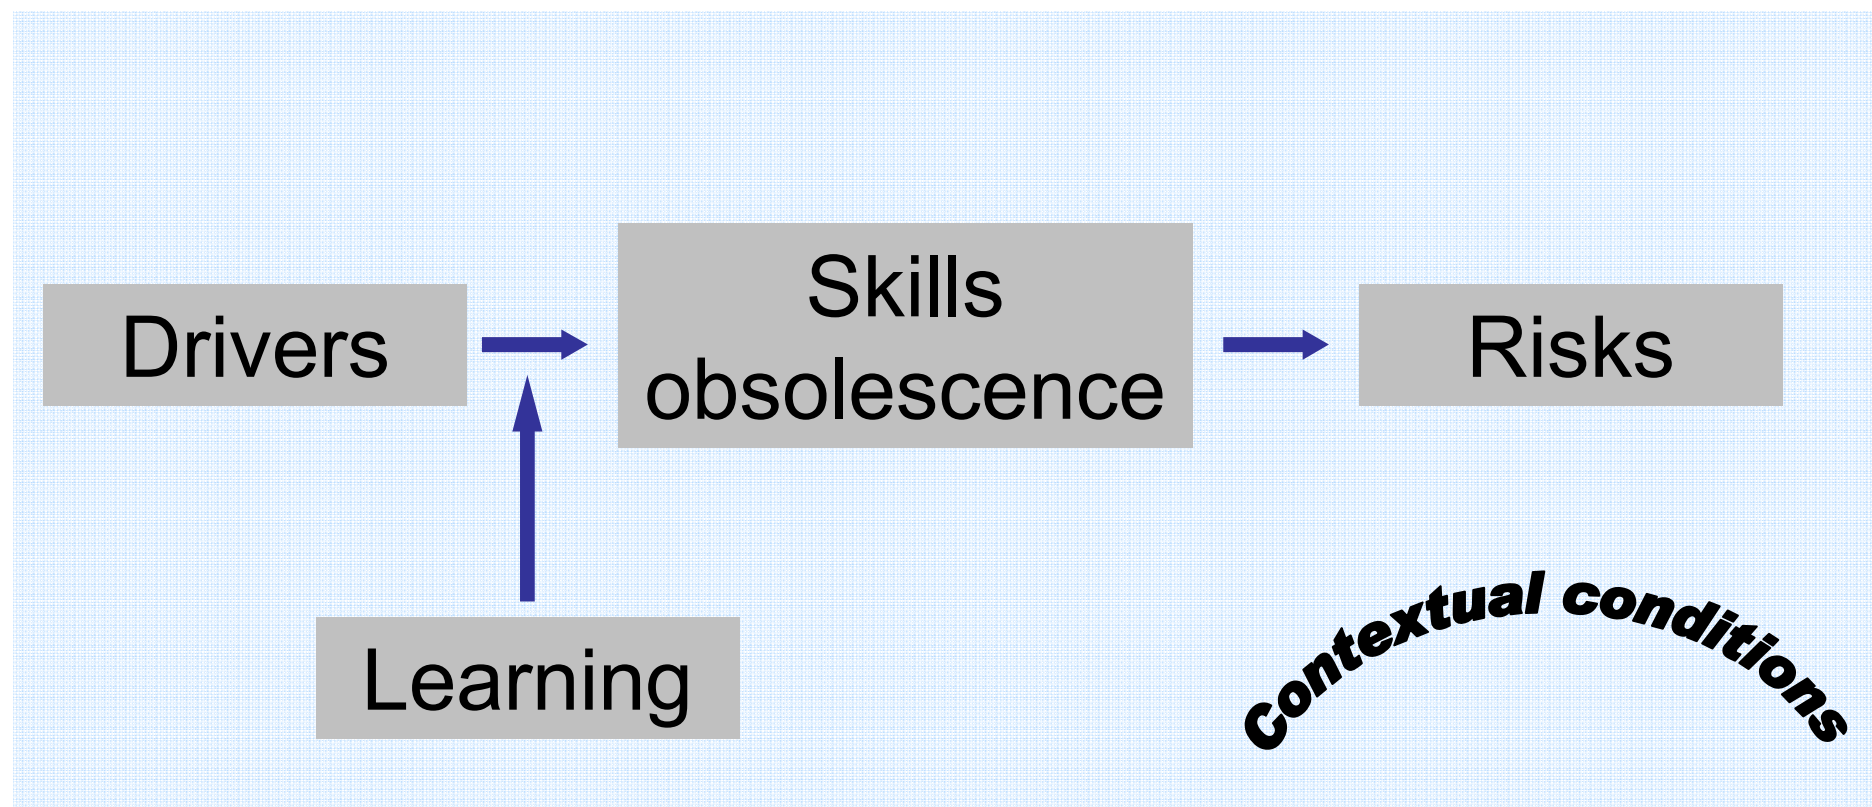 Drivers
Skills
obsolescence
Risks
Learning
Contextual conditions